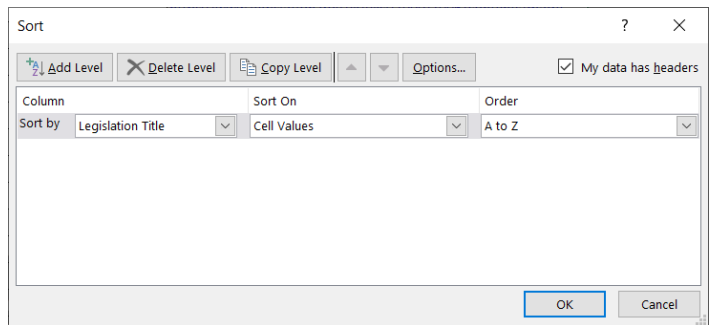 Sort ?
Add Level Delete Level Copy Level Options... My data has headers
Column Sort On Order
Sort by Legislation Title Cell Values A to Z
OK Cancel